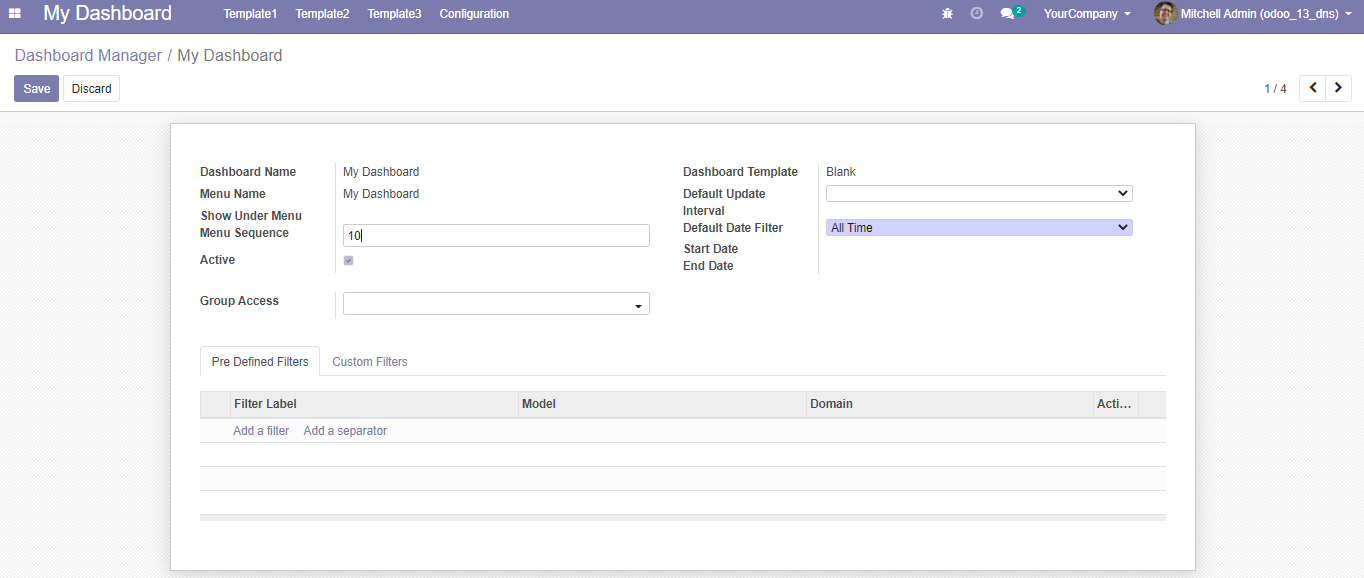 My Dashboard Template1 Template2 Template3 Configuration 2 YourCompany Mitchell Admin (odoo_13_dns)
Dashboard Manager / My Dashboard
Save Discard 1 / 4
Dashboard Name My Dashboard Dashboard Template Blank
Menu Name My Dashboard Default Update
Show Under Menu Interval
Menu Sequence 10 Default Date Filter All Time
Start Date
Active End Date
Group Access
Pre Defined Filters Custom Filters
Filter Label Model Domain Acti...
Add a filter Add a separator